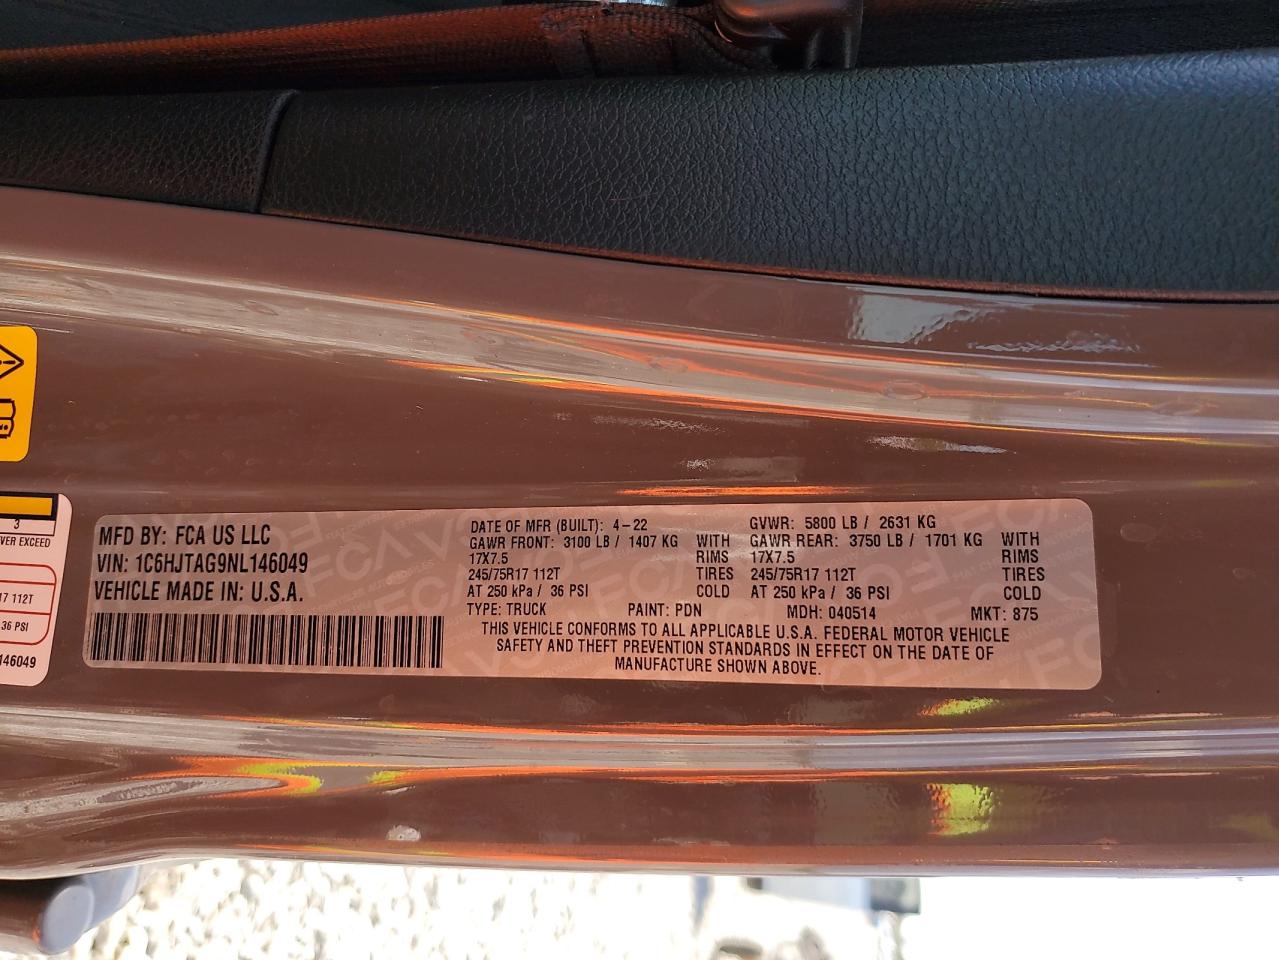 MFD BY: FCA US LLC
VIN: 1C6HJTAG9NL146049
VEHICLE MADE IN: U.S.A.
DATE OF MFR (BUILT): 4-22 GVWR: 5800 LB / 2631 KG
GAWR FRONT: 3100 LB / 1407 KG WITH GAWR REAR: 3750 LB / 1701 KG WITH
17X7.5 RIMS 17X7.5 RIMS
245/75R17 112T TIRES 245/75R17 112T TIRES
AT 250 kPa / 36 PSI COLD AT 250 kPa / 36 PSI COLD
TYPE: TRUCK PAINT: PDN MDH: 040514 MKT: 875
THIS VEHICLE CONFORMS TO ALL APPLICABLE U.S.A. FEDERAL MOTOR VEHICLE
SAFETY AND THEFT PREVENTION STANDARDS IN EFFECT ON THE DATE OF
MANUFACTURE SHOWN ABOVE.
3
EVER EXCEED
17 112T
36 PSI
146049